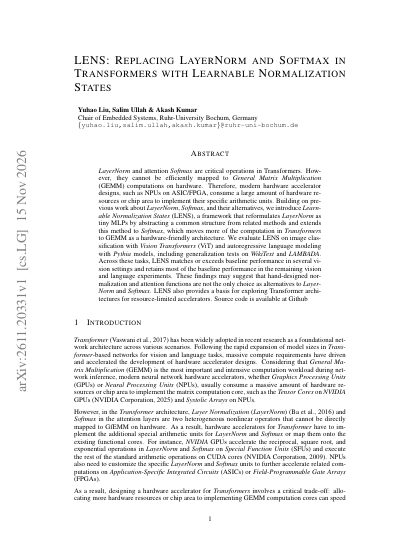 LENS: REPLACING LAYERNORM AND SOFTMAX IN
TRANSFORMERS WITH LEARNABLE NORMALIZATION
STATES
Yuhao Liu, Salim Ullah & Akash Kumar
Chair of Embedded Systems, Ruhr-University Bochum, Germany
{yuhao.liu,salim.ullah,akash.kumar}@ruhr-uni-bochum.de
ABSTRACT
LayerNorm and attention Softmax are critical operations in Transformers. How-
ever, they cannot be efficiently mapped to General Matrix Multiplication
(GEMM) computations on hardware. Therefore, modern hardware accelerator
designs, such as NPUs on ASIC/FPGA, consume a large amount of hardware re-
sources or chip area to implement their specific arithmetic units. Building on pre-
vious work about LayerNorm, Softmax, and their alternatives, we introduce Learn-
able Normalization States (LENS), a framework that reformulates LayerNorm as
tiny MLPs by abstracting a common structure from related methods and extends
this method to Softmax, which moves more of the computation in Transformers
to GEMM as a hardware-friendly architecture. We evaluate LENS on image clas-
sification with Vision Transformers (ViT) and autoregressive language modeling
with Pythia models, including generalization tests on WikiText and LAMBADA.
Across these tasks, LENS matches or exceeds baseline performance in several vi-
sion settings and retains most of the baseline performance in the remaining vision
and language experiments. These findings may suggest that hand-designed nor-
malization and attention functions are not the only choice as alternatives to Layer-
Norm and Softmax. LENS also provides a basis for exploring Transformer archi-
tectures for resource-limited accelerators. Source code is available at Github
1 INTRODUCTION
Transformer (Vaswani et al., 2017) has been widely adopted in recent research as a foundational net-
work architecture across various scenarios. Following the rapid expansion of model sizes in Trans-
former-based networks for vision and language tasks, massive compute requirements have driven
and accelerated the development of hardware accelerator designs. Considering that General Ma-
trix Multiplication (GEMM) is the most important and intensive computation workload during net-
work inference, modern neural network hardware accelerators, whether Graphics Processing Units
(GPUs) or Neural Processing Units (NPUs), usually consume a massive amount of hardware re-
sources or chip area to implement the matrix compute core, such as the Tensor Cores on NVIDIA
GPUs (NVIDIA Corporation, 2025) and Systolic Arrays on NPUs.
However, in the Transformer architecture, Layer Normalization (LayerNorm) (Ba et al., 2016) and
Softmax in the attention layers are two heterogeneous nonlinear operators that cannot be directly
mapped to GEMM on hardware. As a result, hardware accelerators for Transformer have to im-
plement the additional special arithmetic units for LayerNorm and Softmax or map them onto the
existing functional cores. For instance, NVIDIA GPUs accelerate the reciprocal, square root, and
exponential operations in LayerNorm and Softmax on Special Function Units (SFUs) and execute
the rest of the standard arithmetic operations on CUDA cores (NVIDIA Corporation, 2009). NPUs
also need to customize the specific LayerNorm and Softmax units to further accelerate related com-
putations on Application-Specific Integrated Circuits (ASICs) or Field-Programmable Gate Arrays
(FPGAs).
As a result, designing a hardware accelerator for Transformers involves a critical trade-off: allo-
cating more hardware resources or chip area to implementing GEMM computation cores can speed
1
arXiv:2611.20331v1 [cs.LG] 15 Nov 2026